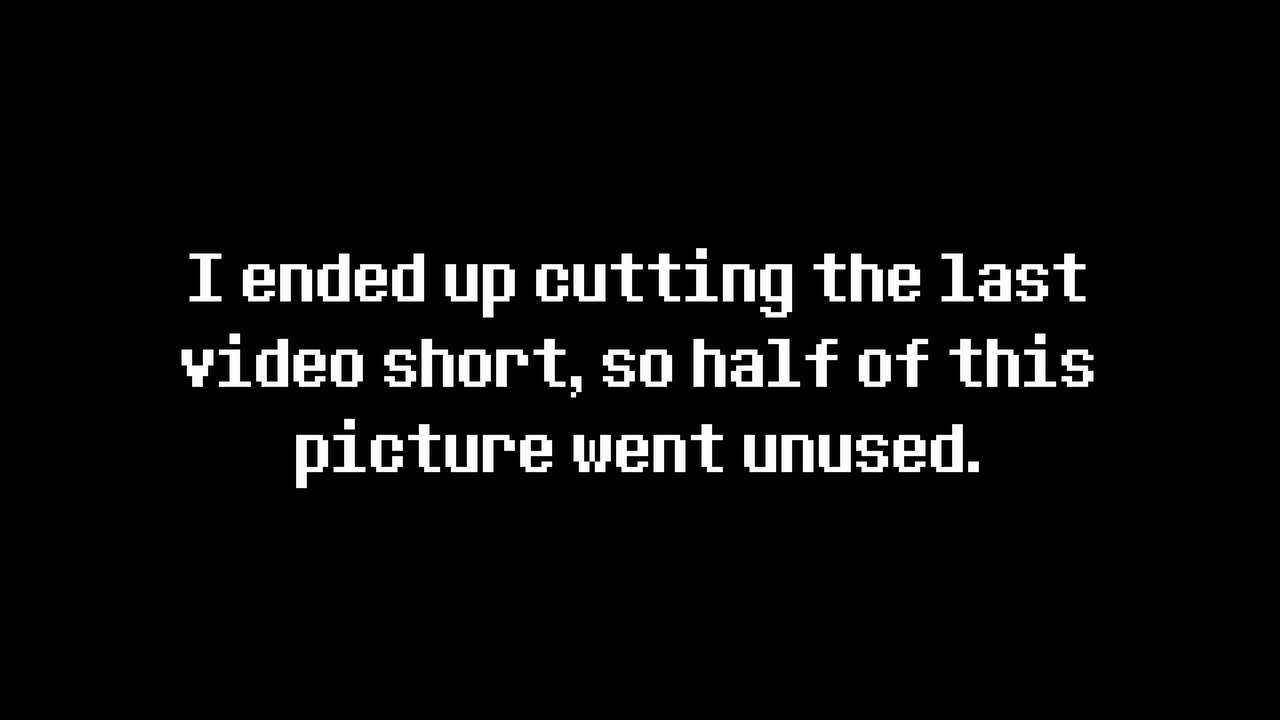 I ended up cutting the last
video short, so half of this
picture went unused.